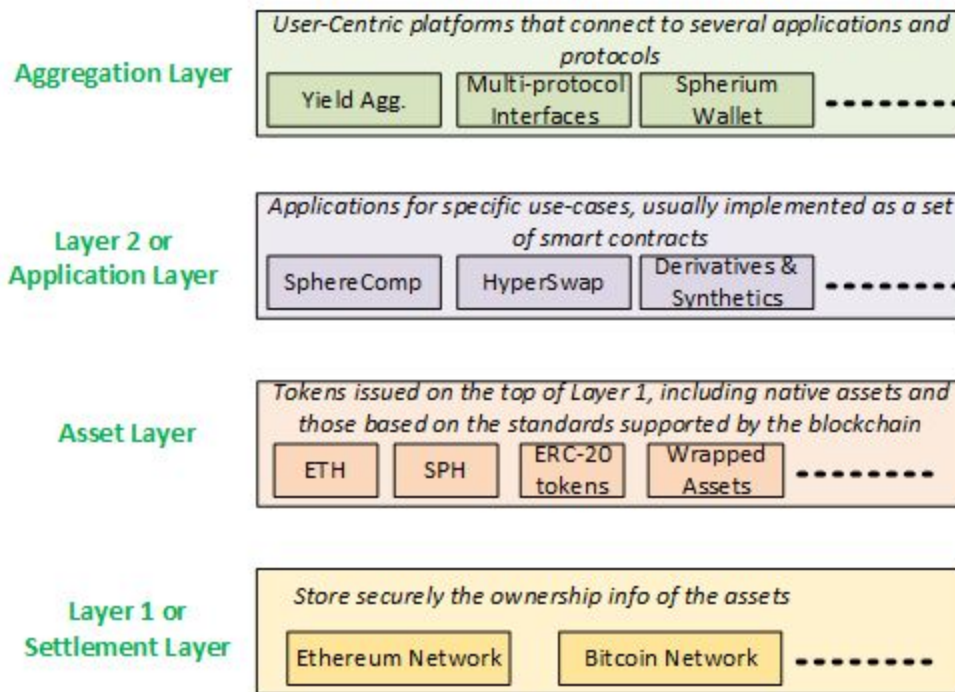 User-Centric platforms that connect to several applications and
protocols
Aggregation Layer
Yield Agg.
Multi-protocol
Interfaces
Spherium
Wallet
Applications for specific use-cases, usually implemented as a set
of smart contracts
Layer 2 or
Application Layer
SphereComp
HyperSwap
Derivatives &
Synthetics
Tokens issued on the top of Layer 1, including native assets and
those based on the standards supported by the blockchain
Asset Layer
ETH
SPH
ERC-20
tokens
Wrapped
Assets
Store securely the ownership info of the assets
Layer 1 or
Settlement Layer
Ethereum Network
Bitcoin Network